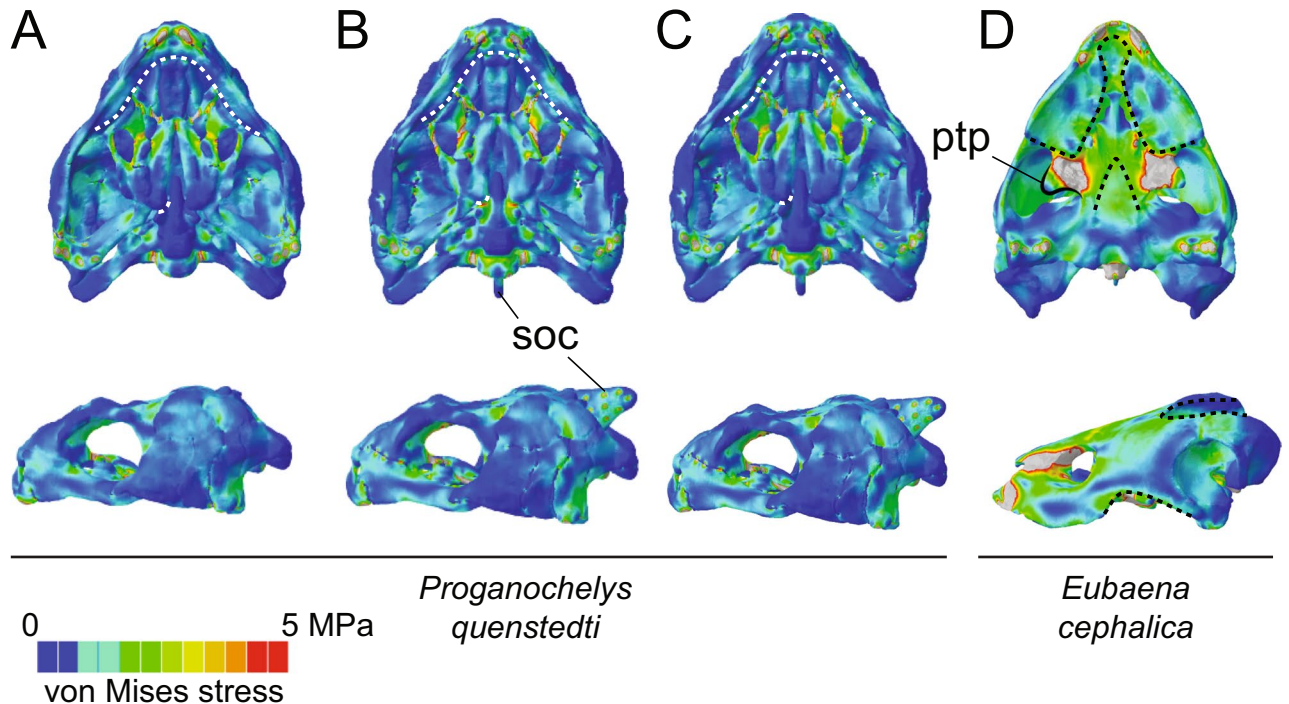 A
B
C
D
ptp
soc
Proganochelys
quenstedti
Eubaena
cephalica
0
5 MPa
von Mises stress